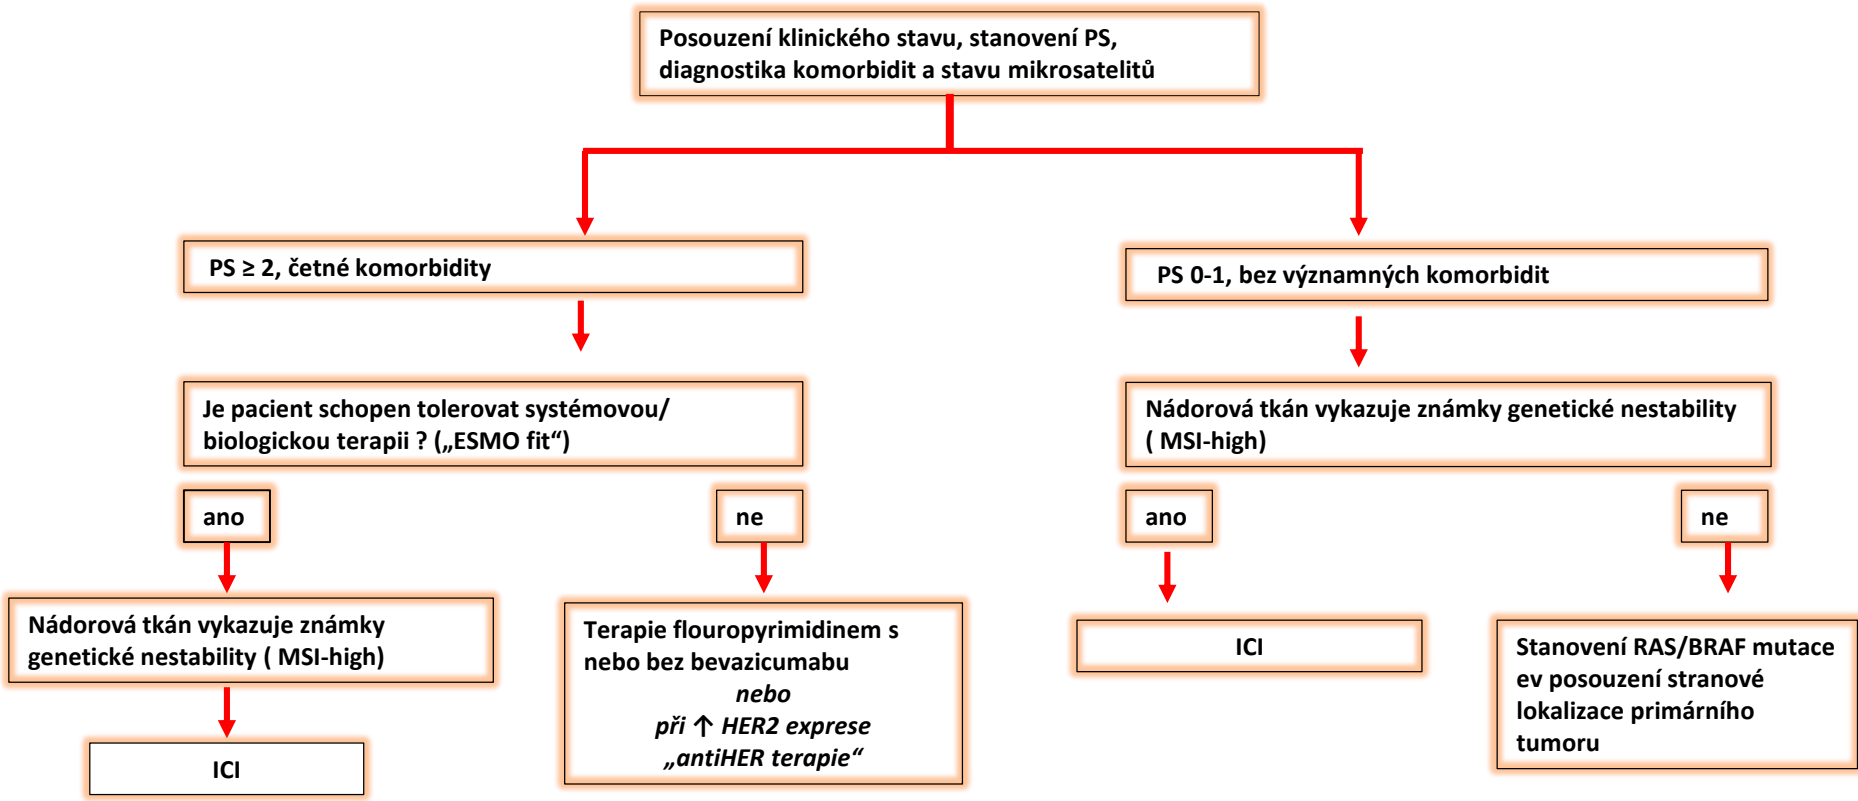 Posouzení klinického stavu, stanovení PS,
diagnostika komorbidit a stavu mikrosatelitů
PS ≥ 2, četné komorbidity
PS 0-1, bez významných komorbidit
Je pacient schopen tolerovat systémovou/
biologickou terapii ? („ESMO fit“)
Nádorová tkán vykazuje známky genetické nestability
( MSI-high)
ano
ne
ano
ne
Nádorová tkán vykazuje známky
genetické nestability ( MSI-high)
Terapie flouropyrimidinem s
nebo bez bevazicumabu
nebo
při ↑ HER2 exprese
„antiHER terapie“
ICI
Stanovení RAS/BRAF mutace
ev posouzení stranové
lokalizace primárního
tumoru
ICI